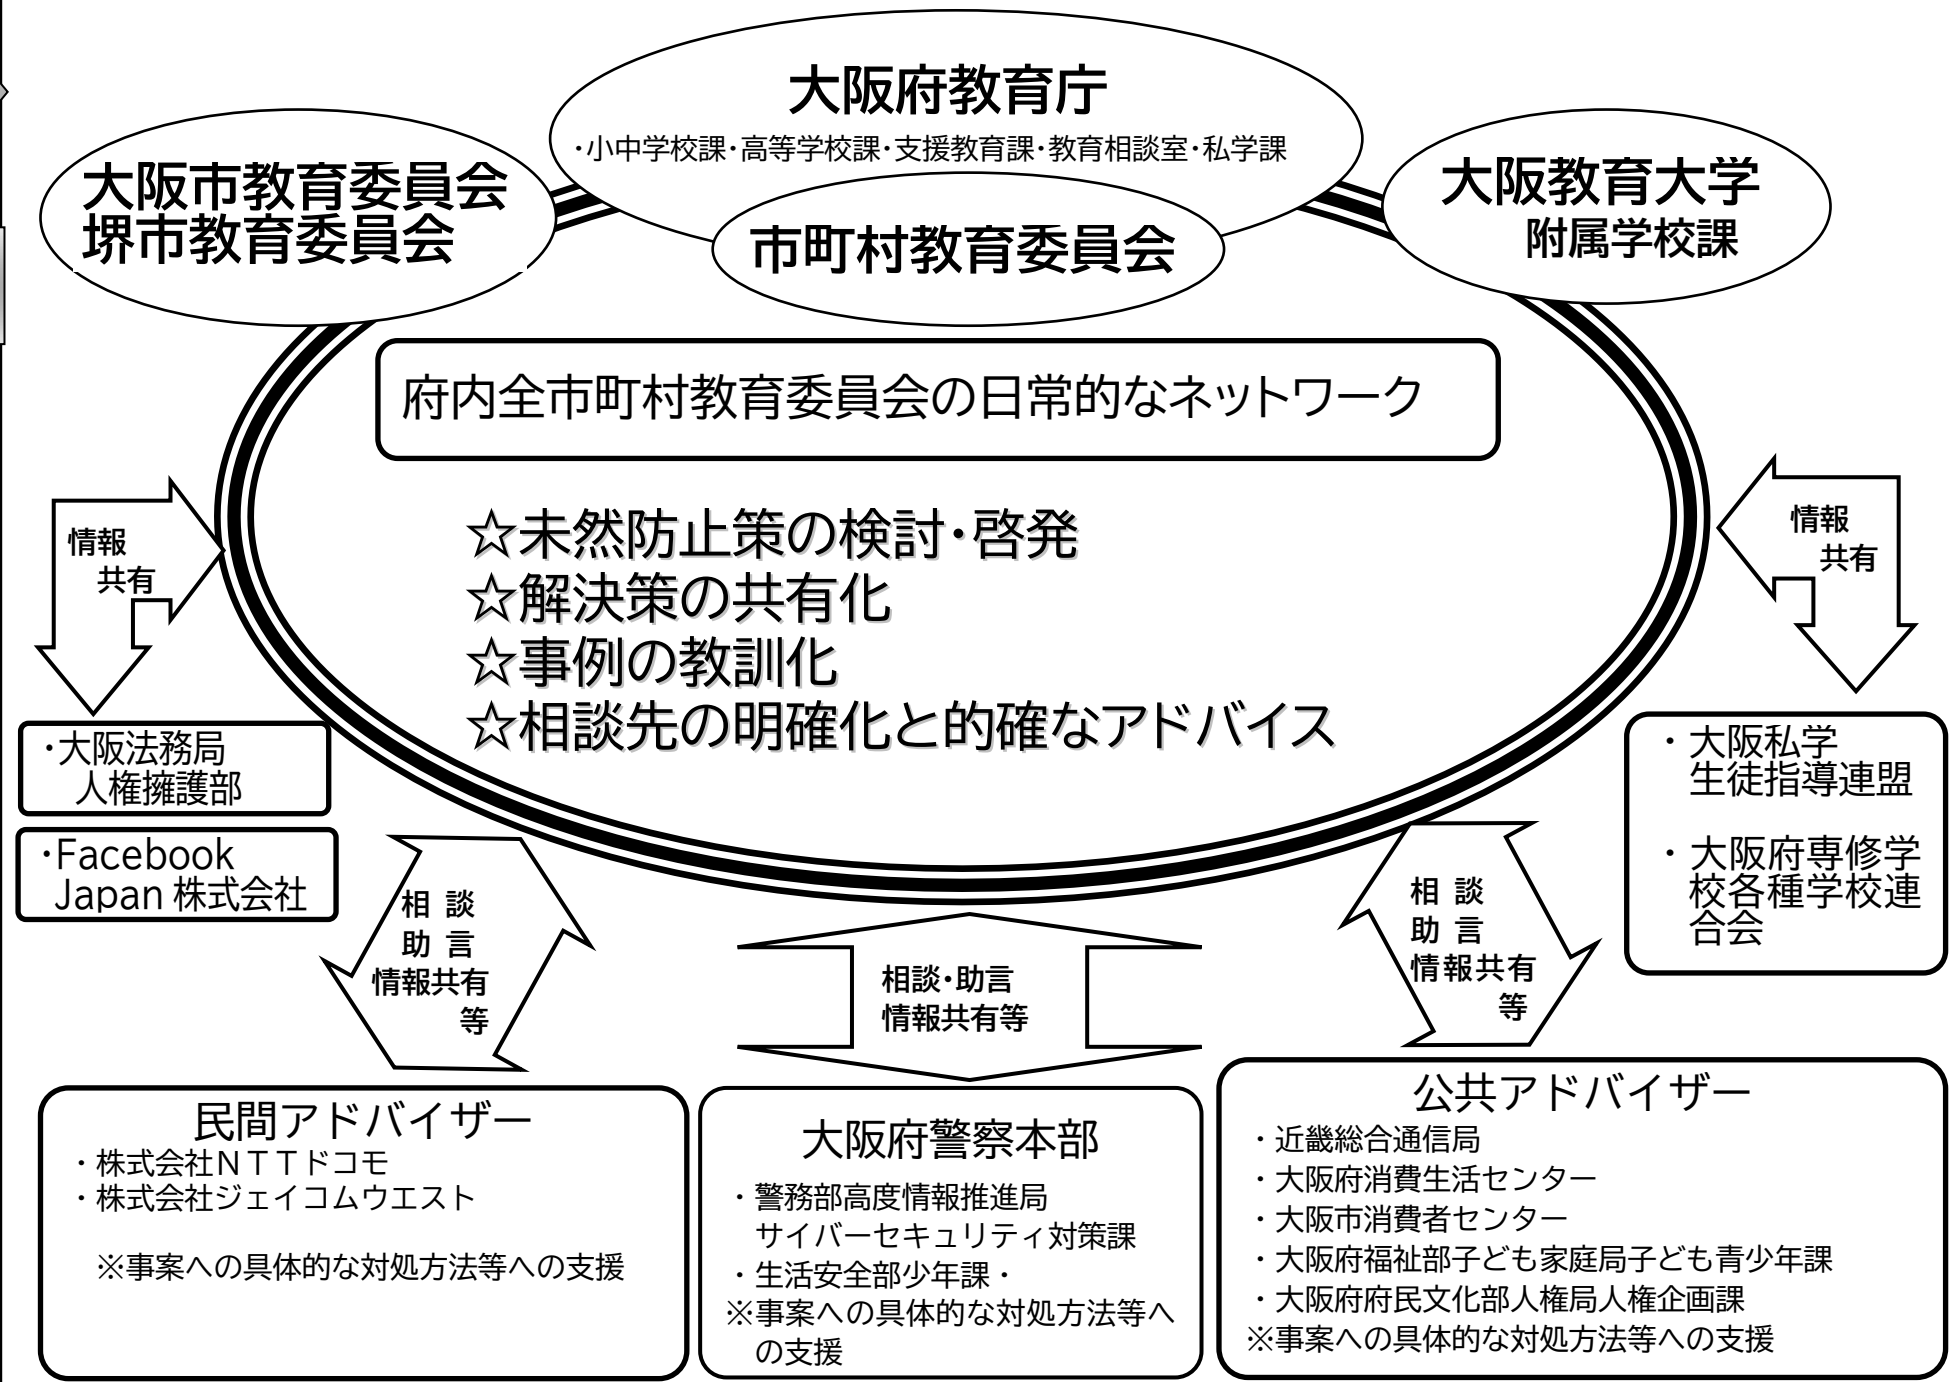 大阪府教育庁
・小中学校課・高等学校課・支援教育課・教育相談室・私学課
大阪市教育委員会
堺市教育委員会
市町村教育委員会
大阪教育大学
附属学校課
府内全市町村教育委員会の日常的なネットワーク
☆未然防止策の検討・啓発
☆解決策の共有化
☆事例の教訓化
☆相談先の明確化と的確なアドバイス
情報
共有
情報
共有
・大阪法務局
人権擁護部
・Facebook
Japan 株式会社
・大阪私学
生徒指導連盟
・大阪府専修学
校各種学校連
合会
相 談
助 言
情報共有
等
相談・助言
情報共有等
相 談
助 言
情報共有
等
民間アドバイザー
・株式会社ＮＴＴドコモ
・株式会社ジェイコムウエスト
※事案への具体的な対処方法等への支援
大阪府警察本部
・警務部高度情報推進局
サイバーセキュリティ対策課
・生活安全部少年課・
※事案への具体的な対処方法等へ
の支援
公共アドバイザー
・近畿総合通信局
・大阪府消費生活センター
・大阪市消費者センター
・大阪府福祉部子ども家庭局子ども青少年課
・大阪府府民文化部人権局人権企画課
※事案への具体的な対処方法等への支援